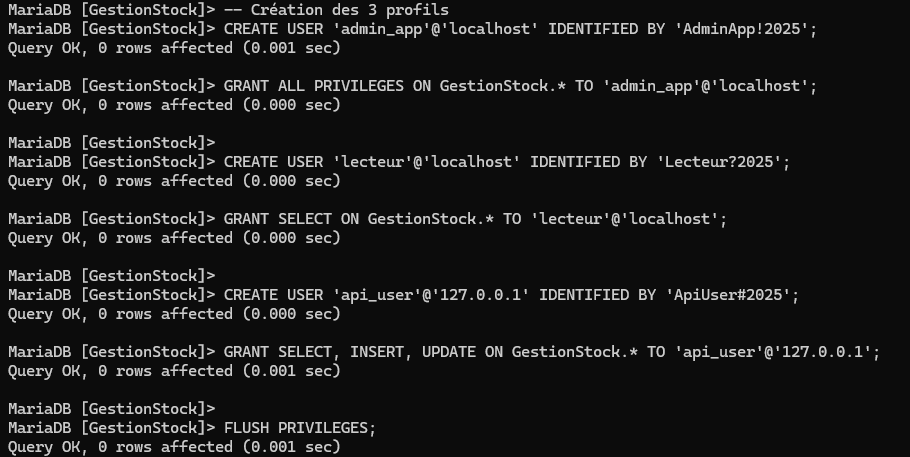 MariaDB [GestionStock]> -- Création des 3 profils
MariaDB [GestionStock]> CREATE USER 'admin_app'@'localhost' IDENTIFIED BY 'AdminApp!2025';
Query OK, 0 rows affected (0.001 sec)
MariaDB [GestionStock]> GRANT ALL PRIVILEGES ON GestionStock.* TO 'admin_app'@'localhost';
Query OK, 0 rows affected (0.000 sec)
MariaDB [GestionStock]>
MariaDB [GestionStock]> CREATE USER 'lecteur'@'localhost' IDENTIFIED BY 'Lecteur?2025';
Query OK, 0 rows affected (0.000 sec)
MariaDB [GestionStock]> GRANT SELECT ON GestionStock.* TO 'lecteur'@'localhost';
Query OK, 0 rows affected (0.000 sec)
MariaDB [GestionStock]>
MariaDB [GestionStock]> CREATE USER 'api_user'@'127.0.0.1' IDENTIFIED BY 'ApiUser#2025';
Query OK, 0 rows affected (0.000 sec)
MariaDB [GestionStock]> GRANT SELECT, INSERT, UPDATE ON GestionStock.* TO 'api_user'@'127.0.0.1';
Query OK, 0 rows affected (0.001 sec)
MariaDB [GestionStock]>
MariaDB [GestionStock]> FLUSH PRIVILEGES;
Query OK, 0 rows affected (0.001 sec)